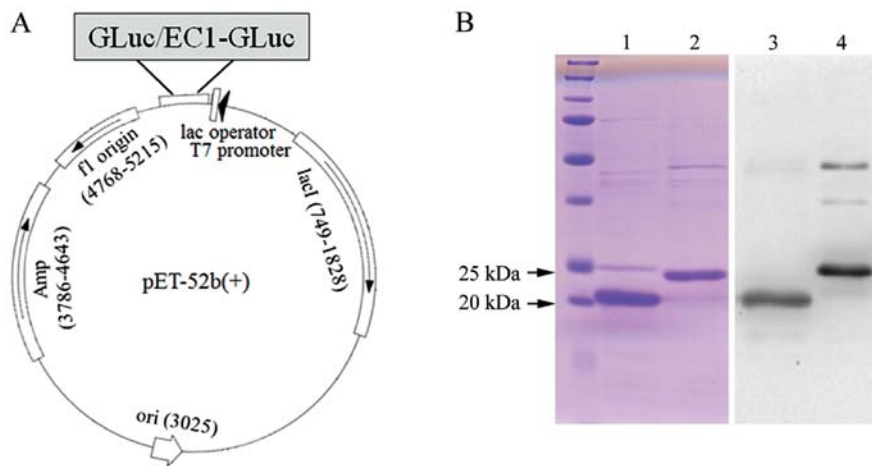 A
GLuc/EC1-GLuc
lac operator
T7 promoter
f1 origin
(4768-5215)
lacI (749-1828)
Amp
(3786-4643)
pET-52b(+)
ori (3025)
B
1 2 3 4
25 kDa
20 kDa